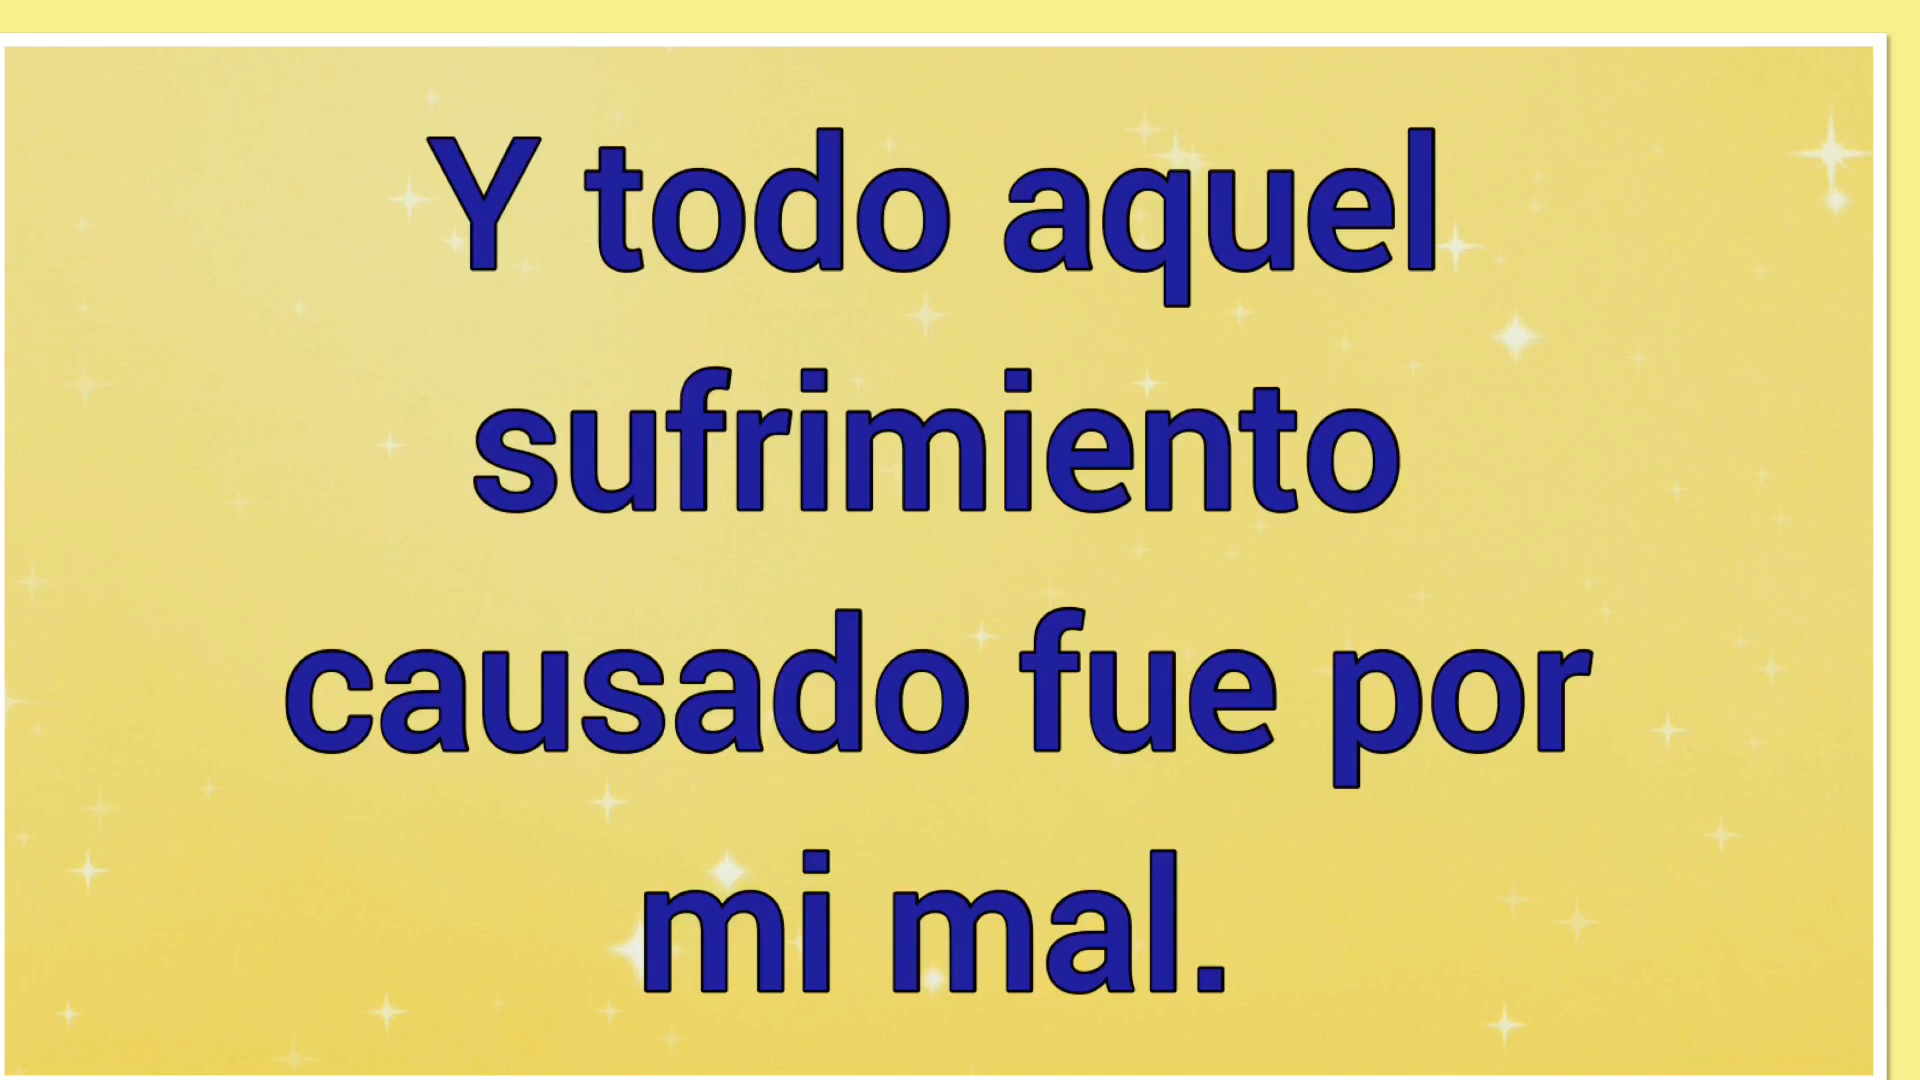 Y todo aquel
sufrimiento
causado fue por
mi mal.